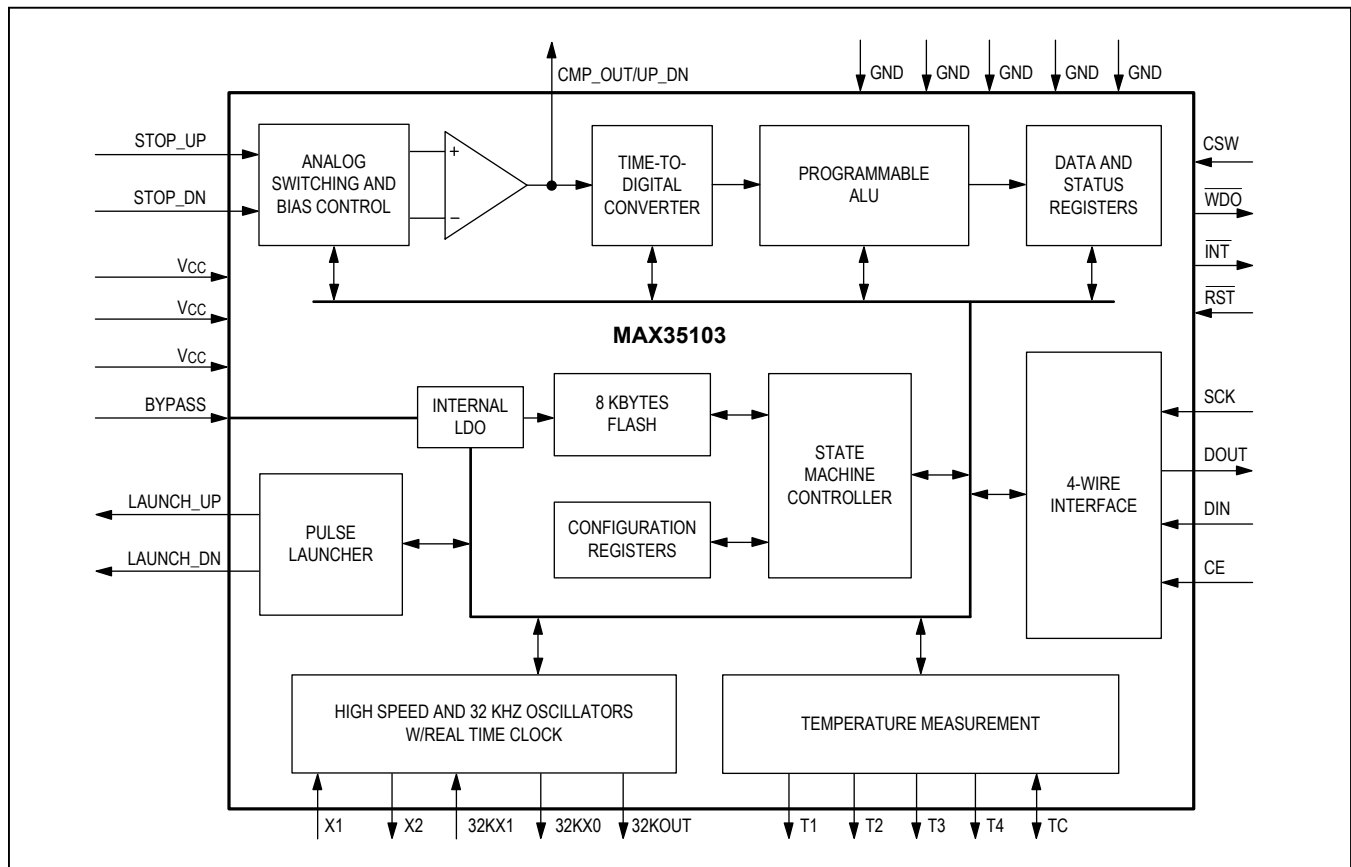 CMP_OUT/UP_DN
GND
GND
GND
GND
GND
STOP_UP
STOP_DN
VCC
VCC
VCC
BYPASS
LAUNCH_UP
LAUNCH_DN
ANALOG
SWITCHING AND
BIAS CONTROL
+
−
TIME-TO-
DIGITAL
CONVERTER
PROGRAMMABLE
ALU
DATA AND
STATUS
REGISTERS
CSW
W̅D̅O̅
I̅N̅T̅
R̅S̅T̅
MAX35103
INTERNAL
LDO
8 KBYTES
FLASH
STATE
MACHINE
CONTROLLER
CONFIGURATION
REGISTERS
PULSE
LAUNCHER
4-WIRE
INTERFACE
SCK
DOUT
DIN
CE
HIGH SPEED AND 32 KHZ OSCILLATORS
W/REAL TIME CLOCK
TEMPERATURE MEASUREMENT
X1
X2
32KX1
32KX0
32KOUT
T1
T2
T3
T4
TC